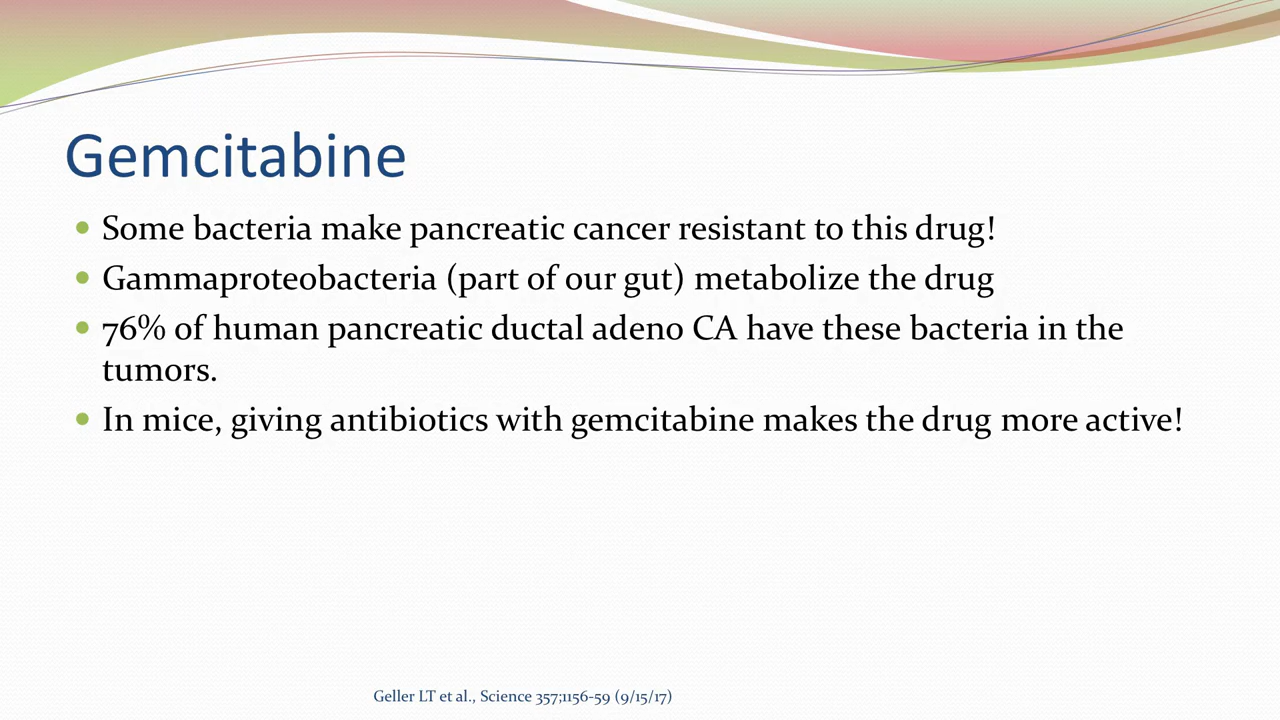 Gemcitabine
Some bacteria make pancreatic cancer resistant to this drug!
Gammaproteobacteria (part of our gut) metabolize the drug
76% of human pancreatic ductal adeno CA have these bacteria in the
tumors.
In mice, giving antibiotics with gemcitabine makes the drug more active!
Geller LT et al., Science 357;1156-59 (9/15/17)